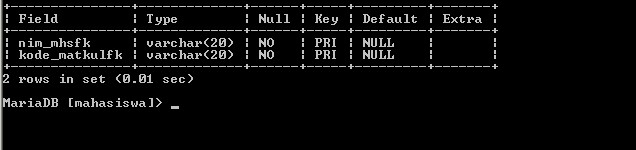 +--------------+-------------+------+-----+---------+-------+
| Field        | Type        | Null | Key | Default | Extra |
+--------------+-------------+------+-----+---------+-------+
| nim_mhsfk    | varchar(20) | NO   | PRI | NULL    |       |
| kode_matkulfk | varchar(20) | NO   | PRI | NULL    |       |
+--------------+-------------+------+-----+---------+-------+
2 rows in set (0.01 sec)
MariaDB [mahasiswa]> _